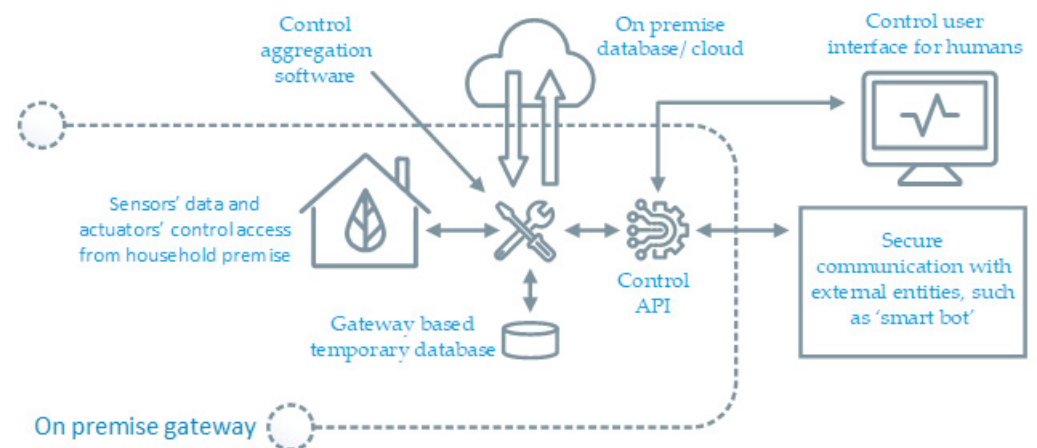 Control
aggregation
software
On premise
database/ cloud
Control user
interface for humans
Sensors' data and
actuators' control access
from household premise
Control
API
Secure
communication with
external entities, such
as 'smart bot'
Gateway based
temporary database
On premise gateway